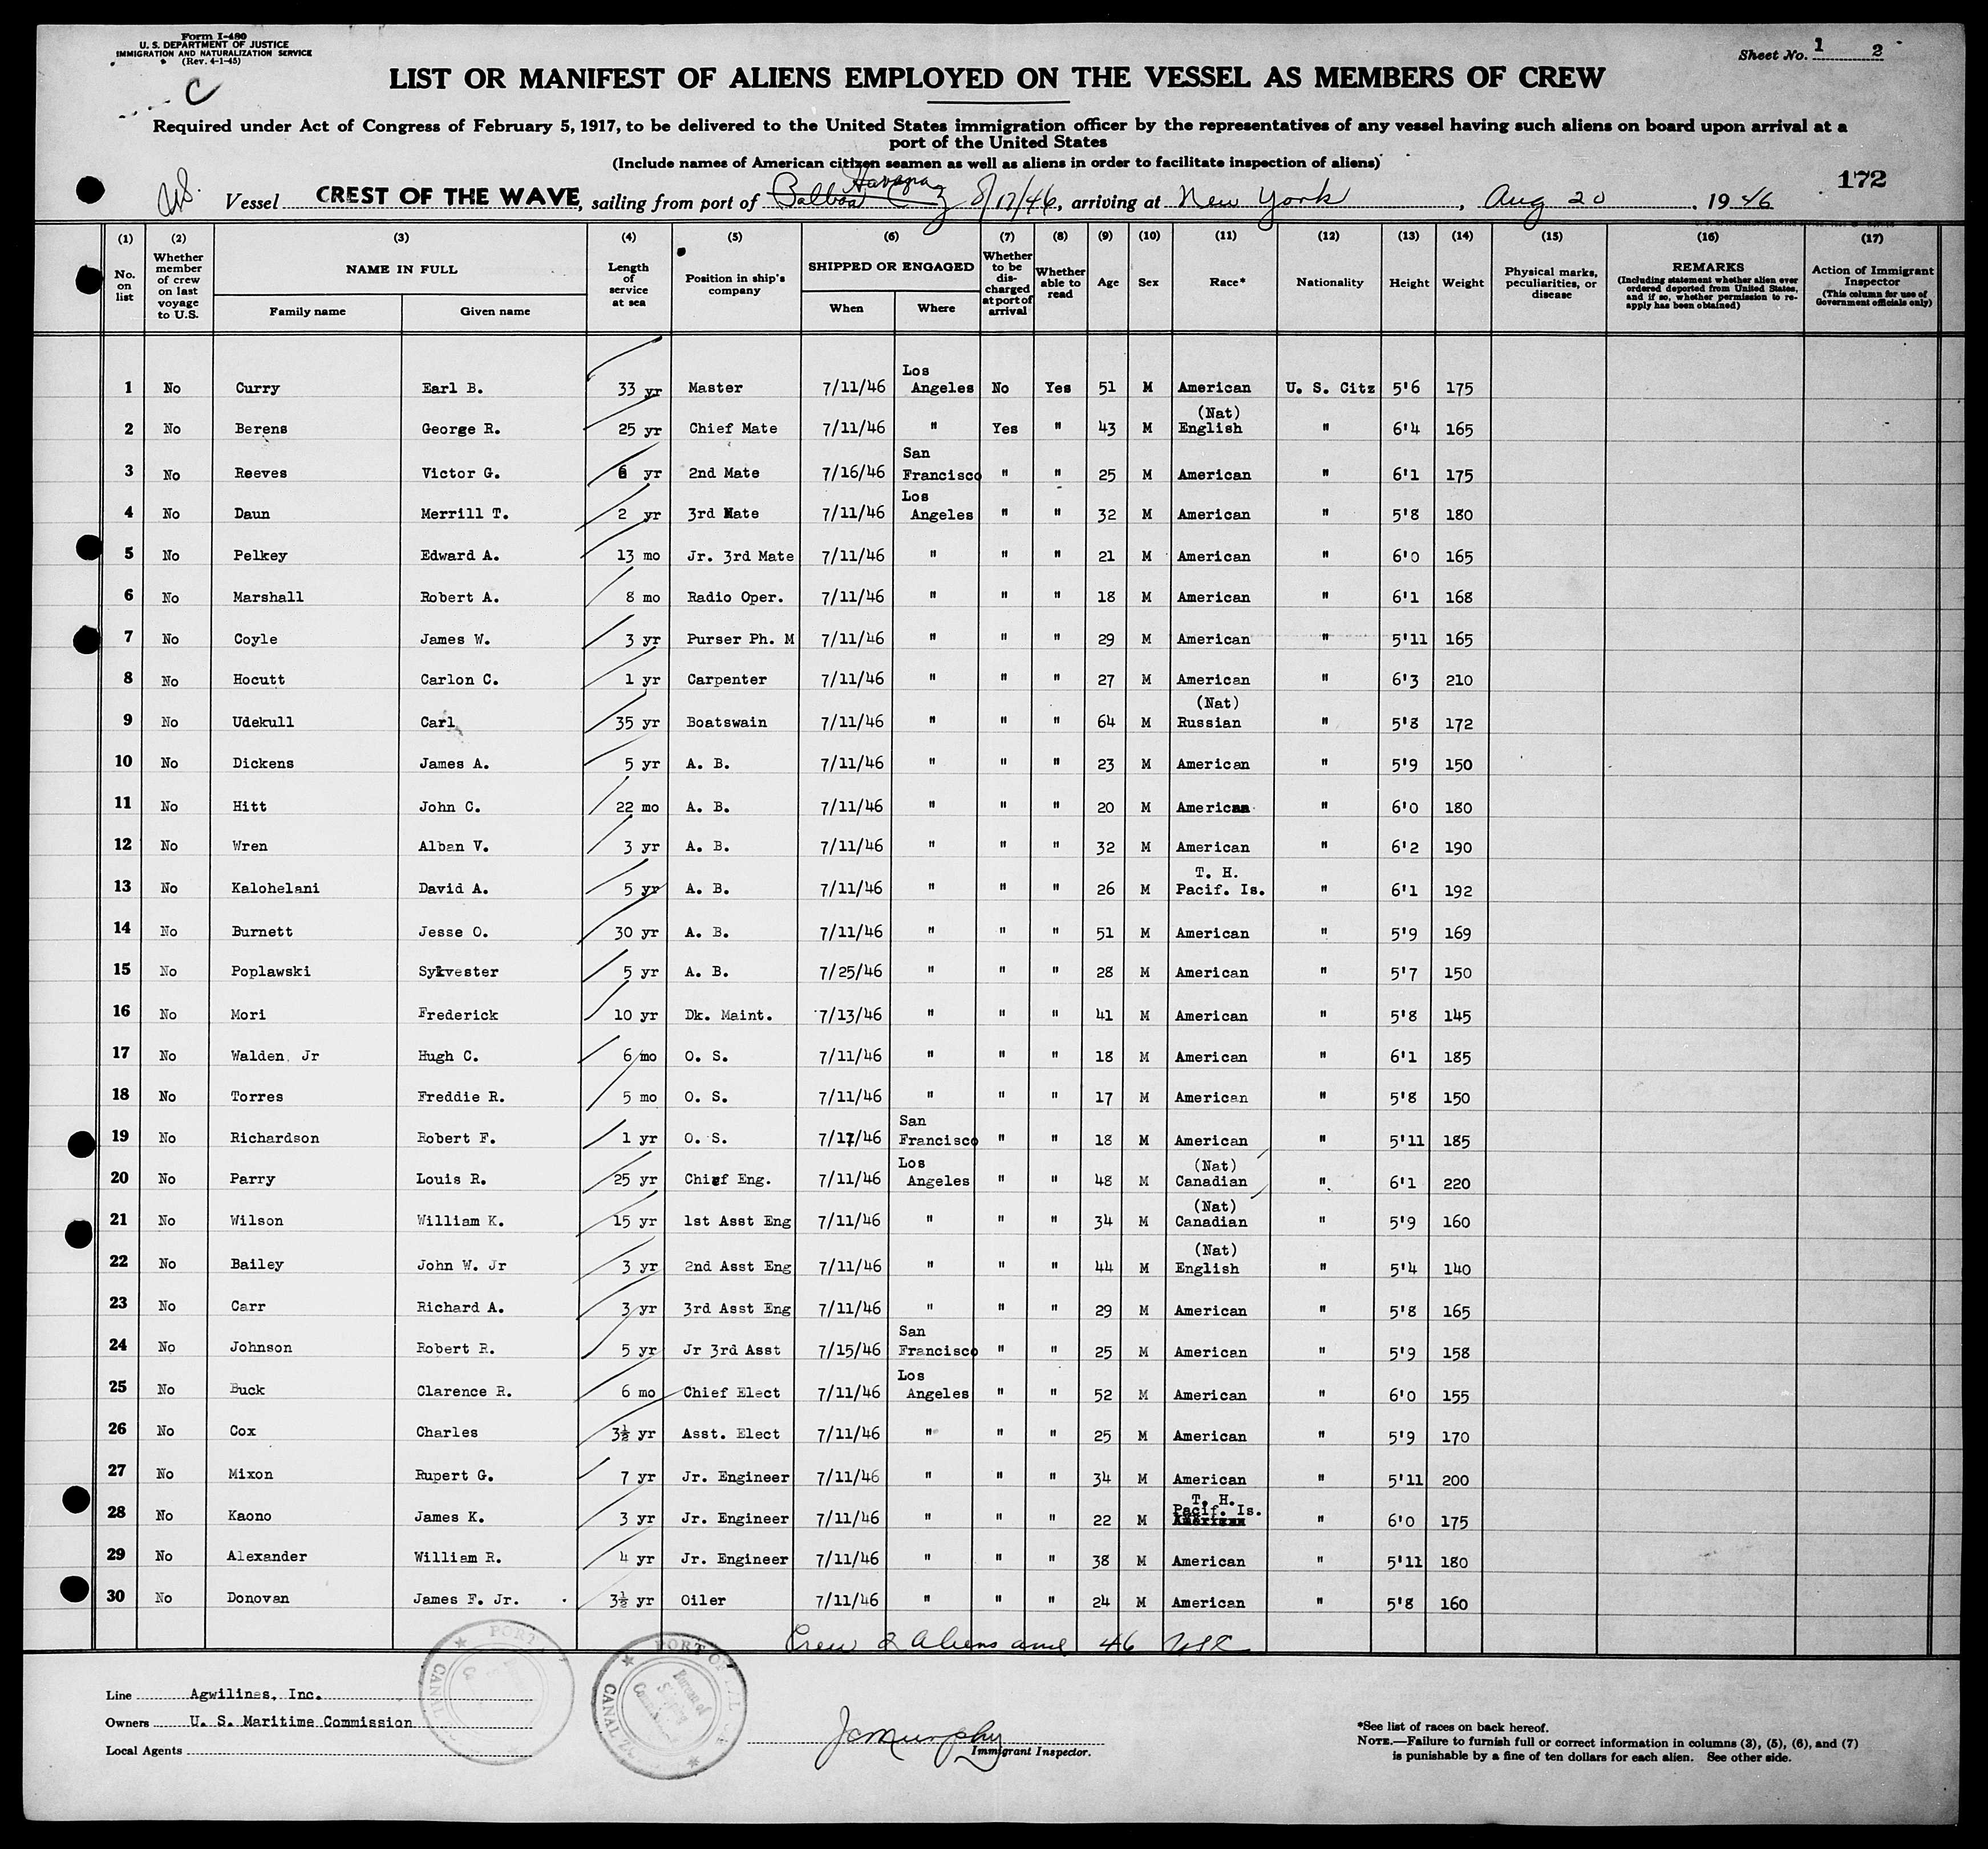 Form I-480
U. S. DEPARTMENT OF JUSTICE
IMMIGRATION AND NATURALIZATION SERVICE
(Rev. 4-1-45)
Sheet No. 1 2
C
LIST OR MANIFEST OF ALIENS EMPLOYED ON THE VESSEL AS MEMBERS OF CREW
Required under Act of Congress of February 5, 1917, to be delivered to the United States immigration officer by the representatives of any vessel having such aliens on board upon arrival at a
port of the United States
(Include names of American citizen seamen as well as aliens in order to facilitate inspection of aliens)
172
Havana
US. Vessel CREST OF THE WAVE, sailing from port of Balboa CZ 8/17/46, arriving at New York, Aug 20, 1946
(1) (2) (3) (4) (5) (6) (7) (8) (9) (10) (11) (12) (13) (14) (15) (16) (17)
No. on list Whether member of crew on last voyage to U.S. NAME IN FULL Family name Given name Length of service at sea Position in ship's company SHIPPED OR ENGAGED When Where Whether to be discharged at port of arrival Whether able to read Age Sex Race* Nationality Height Weight Physical marks, peculiarities, or disease REMARKS (Including statement whether alien ever ordered deported from United States, and if so, whether permission to re-apply has been obtained) Action of Immigrant Inspector (This column for use of Government officials only)
1 No Curry Earl B. 33 yr Master 7/11/46 Los Angeles No Yes 51 M American U. S. Citz 5'6 175
2 No Berens George R. 25 yr Chief Mate 7/11/46 " Yes " 43 M (Nat) English " 6'4 165
3 No Reeves Victor G. 6 yr 2nd Mate 7/16/46 San Francisco " " 25 M American " 6'1 175
4 No Daun Merrill T. 2 yr 3rd Mate 7/11/46 Los Angeles " " 32 M American " 5'8 180
5 No Pelkey Edward A. 13 mo Jr. 3rd Mate 7/11/46 " " " 21 M American " 6'0 165
6 No Marshall Robert A. 8 mo Radio Oper. 7/11/46 " " " 18 M American " 6'1 168
7 No Coyle James W. 3 yr Purser Ph. M 7/11/46 " " " 29 M American " 5'11 165
8 No Hocutt Carlon C. 1 yr Carpenter 7/11/46 " " " 27 M American " 6'3 210
9 No Udekull Carl 35 yr Boatswain 7/11/46 " " " 64 M (Nat) Russian " 5'8 172
10 No Dickens James A. 5 yr A. B. 7/11/46 " " " 23 M American " 5'9 150
11 No Hitt John C. 22 mo A. B. 7/11/46 " " " 20 M American " 6'0 180
12 No Wren Alban V. 3 yr A. B. 7/11/46 " " " 32 M American " 6'2 190
13 No Kalohelani David A. 5 yr A. B. 7/11/46 " " " 26 M T. H. Pacif. Is. " 6'1 192
14 No Burnett Jesse O. 30 yr A. B. 7/11/46 " " " 51 M American " 5'9 169
15 No Poplawski Sylvester 5 yr A. B. 7/25/46 " " " 28 M American " 5'7 150
16 No Mori Frederick 10 yr Dk. Maint. 7/13/46 " " " 41 M American " 5'8 145
17 No Walden, Jr Hugh C. 6 mo O. S. 7/11/46 " " " 18 M American " 6'1 185
18 No Torres Freddie R. 5 mo O. S. 7/11/46 " " " 17 M American " 5'8 150
19 No Richardson Robert F. 1 yr O. S. 7/17/46 San Francisco " " 18 M American " 5'11 185
20 No Parry Louis R. 25 yr Chief Eng. 7/11/46 Los Angeles " " 48 M (Nat) Canadian " 6'1 220
21 No Wilson William K. 15 yr 1st Asst Eng 7/11/46 " " " 34 M (Nat) Canadian " 5'9 160
22 No Bailey John W. Jr 3 yr 2nd Asst Eng 7/11/46 " " " 44 M (Nat) English " 5'4 140
23 No Carr Richard A. 3 yr 3rd Asst Eng 7/11/46 " " " 29 M American " 5'8 165
24 No Johnson Robert R. 5 yr Jr 3rd Asst 7/15/46 San Francisco " " 25 M American " 5'9 158
25 No Buck Clarence R. 6 mo Chief Elect 7/11/46 Los Angeles " " 52 M American " 6'0 155
26 No Cox Charles 3½ yr Asst. Elect 7/11/46 " " " 25 M American " 5'9 170
27 No Mixon Rupert G. 7 yr Jr. Engineer 7/11/46 " " " 34 M American " 5'11 200
28 No Kaono James K. 3 yr Jr. Engineer 7/11/46 " " " 22 M T. H. Pacif. Is. American " 6'0 175
29 No Alexander William R. 4 yr Jr. Engineer 7/11/46 " " " 38 M American " 5'11 180
30 No Donovan James F. Jr. 3½ yr Oiler 7/11/46 " " " 24 M American " 5'8 160
Crew 2 Aliens and 46 USC
PORT
CANAL
PORT OF
CANAL Z
Bureau of
Line Agwilines, Inc.
Owners U. S. Maritime Commission
Local Agents
JCMurphy
Immigrant Inspector.
*See list of races on back hereof.
NOTE.—Failure to furnish full or correct information in columns (3), (5), (6), and (7)
is punishable by a fine of ten dollars for each alien. See other side.